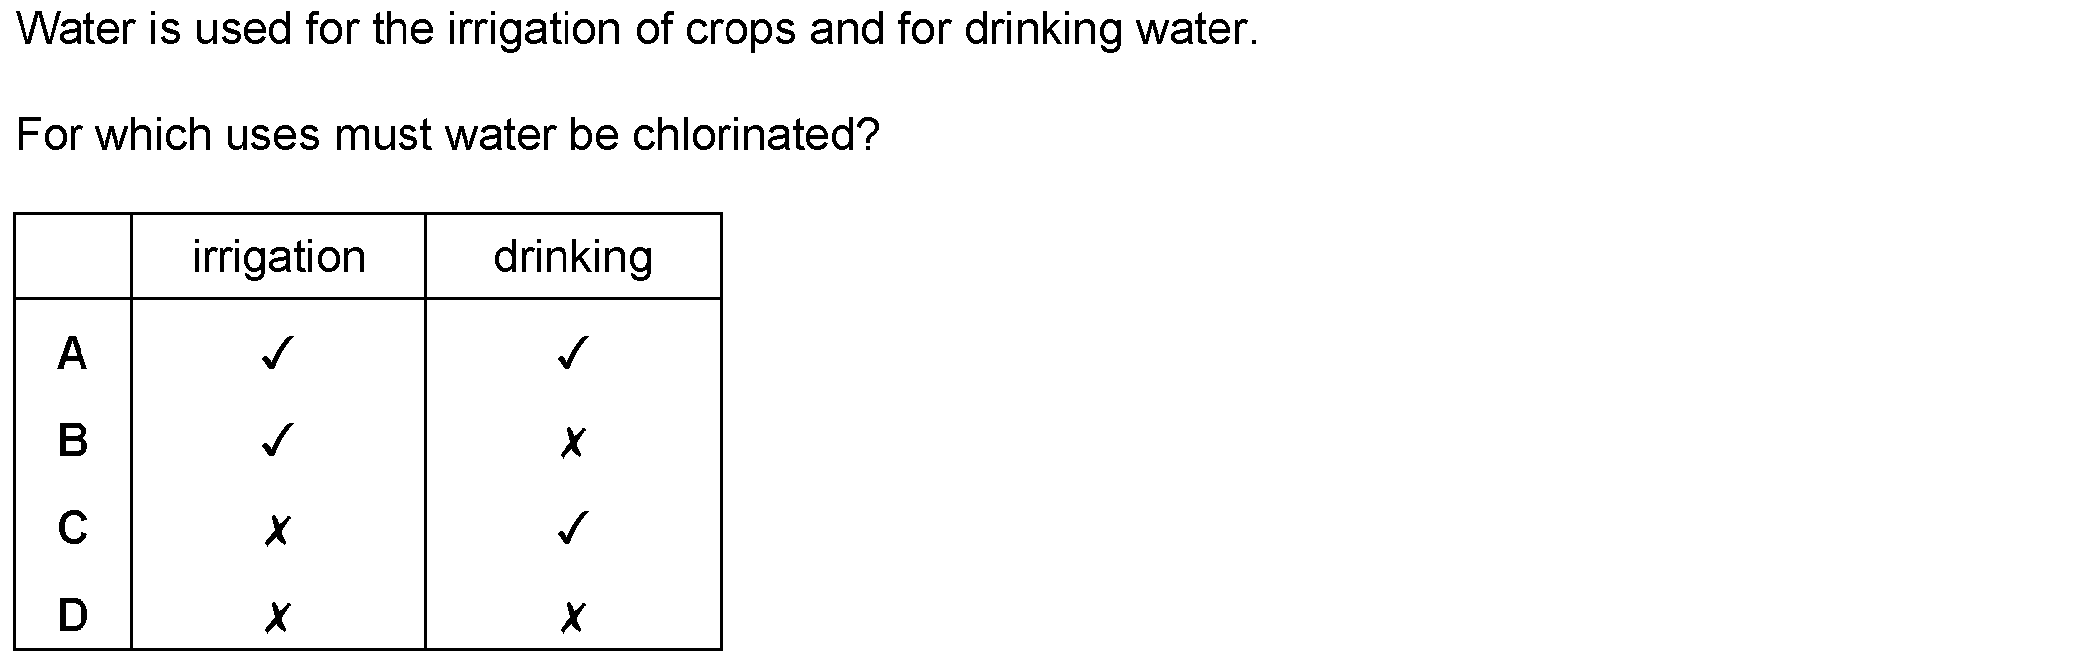 Water is used for the irrigation of crops and for drinking water.
For which uses must water be chlorinated?
irrigation drinking
A ✓ ✓
B ✓ ✗
C ✗ ✓
D ✗ ✗